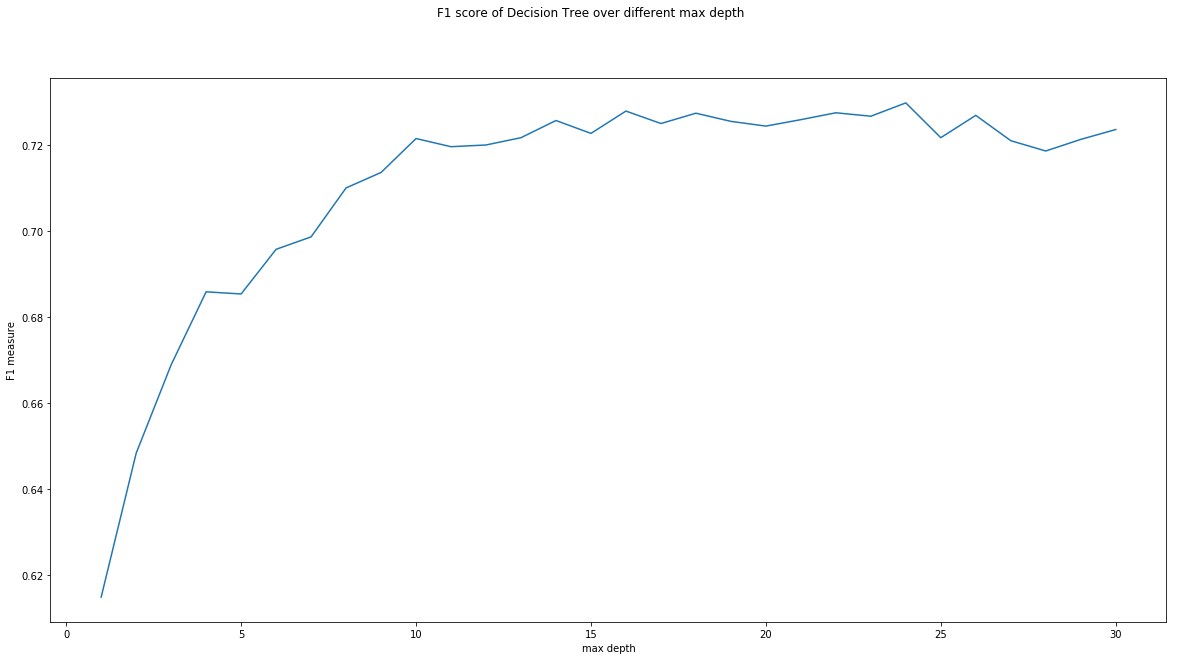 F1 score of Decision Tree over different max depth
F1 measure
0.72
0.70
0.68
0.66
0.64
0.62
0 5 10 15 20 25 30
max depth